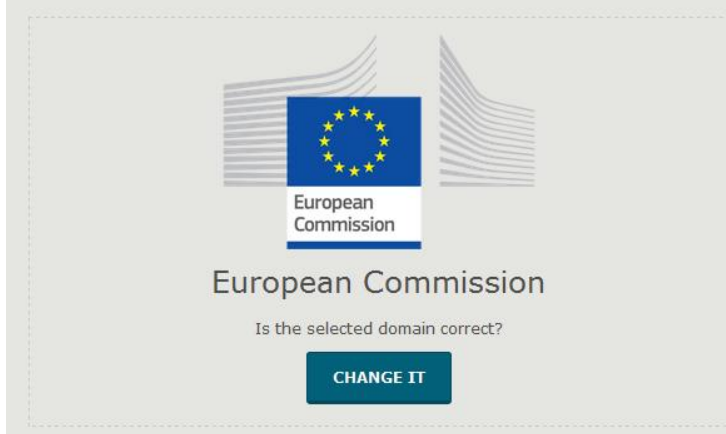 European
Commission
European Commission
Is the selected domain correct?
CHANGE IT